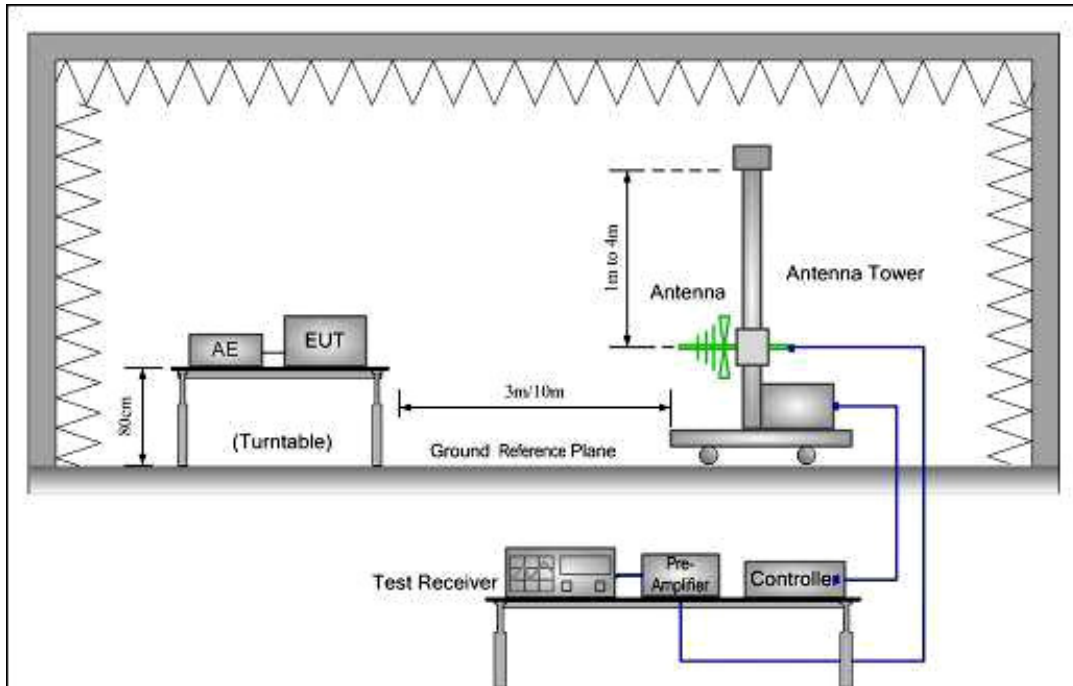 1m to 4m
Antenna Tower
Antenna
AE
EUT
3m/10m
80cm
(Turntable)
Ground Reference Plane
Test Receiver
Pre-
Amplifier
Controller